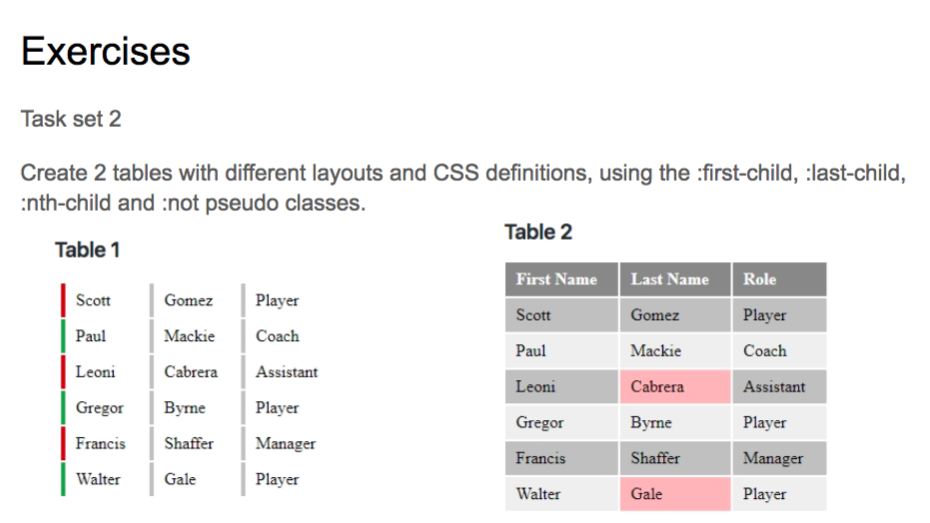 Exercises
Task set 2
Create 2 tables with different layouts and CSS definitions, using the :first-child, :last-child,
:nth-child and :not pseudo classes.
Table 1
Scott Gomez Player
Paul Mackie Coach
Leoni Cabrera Assistant
Gregor Byrne Player
Francis Shaffer Manager
Walter Gale Player
Table 2
First Name Last Name Role
Scott Gomez Player
Paul Mackie Coach
Leoni Cabrera Assistant
Gregor Byrne Player
Francis Shaffer Manager
Walter Gale Player